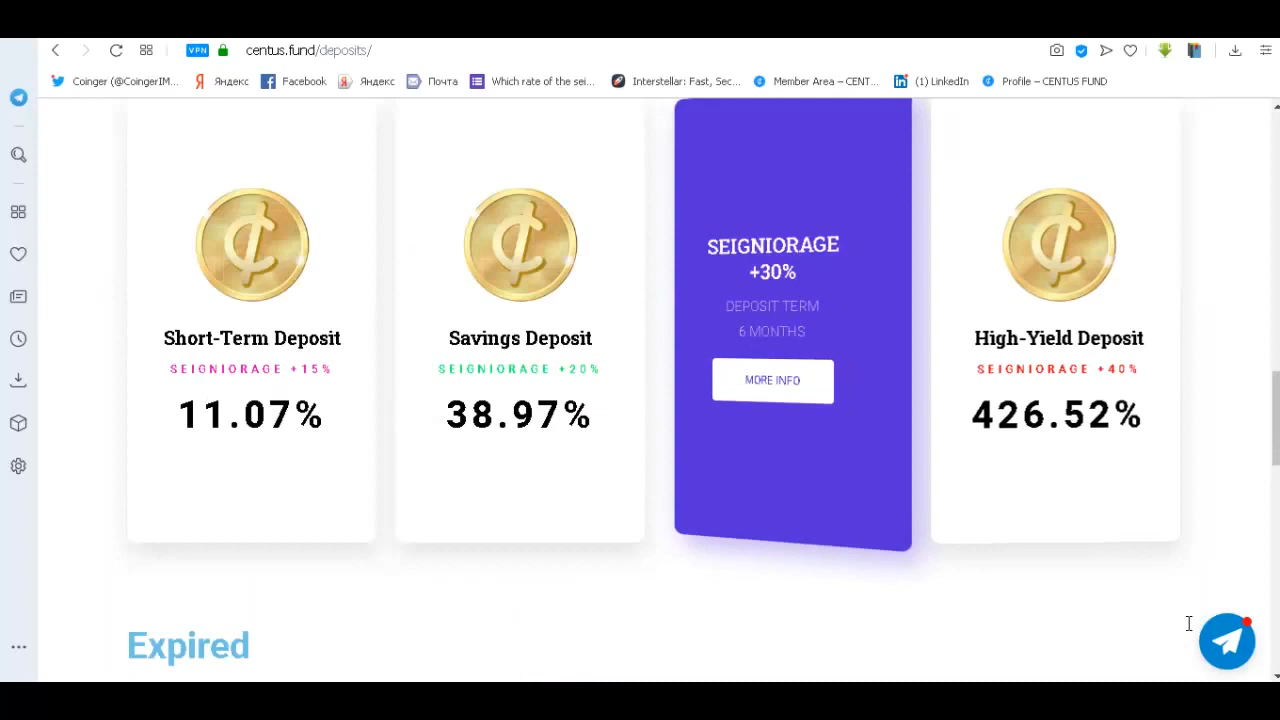 VPN
centus.fund/deposits/
Coinger (@CoingerIM...
Яндекс
Facebook
Яндекс
Почта
Which rate of the sei...
Interstellar: Fast, Sec...
Member Area – CENT...
(1) LinkedIn
Profile – CENTUS FUND
Short-Term Deposit
SEIGNIORAGE +15%
11.07%
Savings Deposit
SEIGNIORAGE +20%
38.97%
SEIGNIORAGE
+30%
DEPOSIT TERM
6 MONTHS
MORE INFO
High-Yield Deposit
SEIGNIORAGE +40%
426.52%
Expired